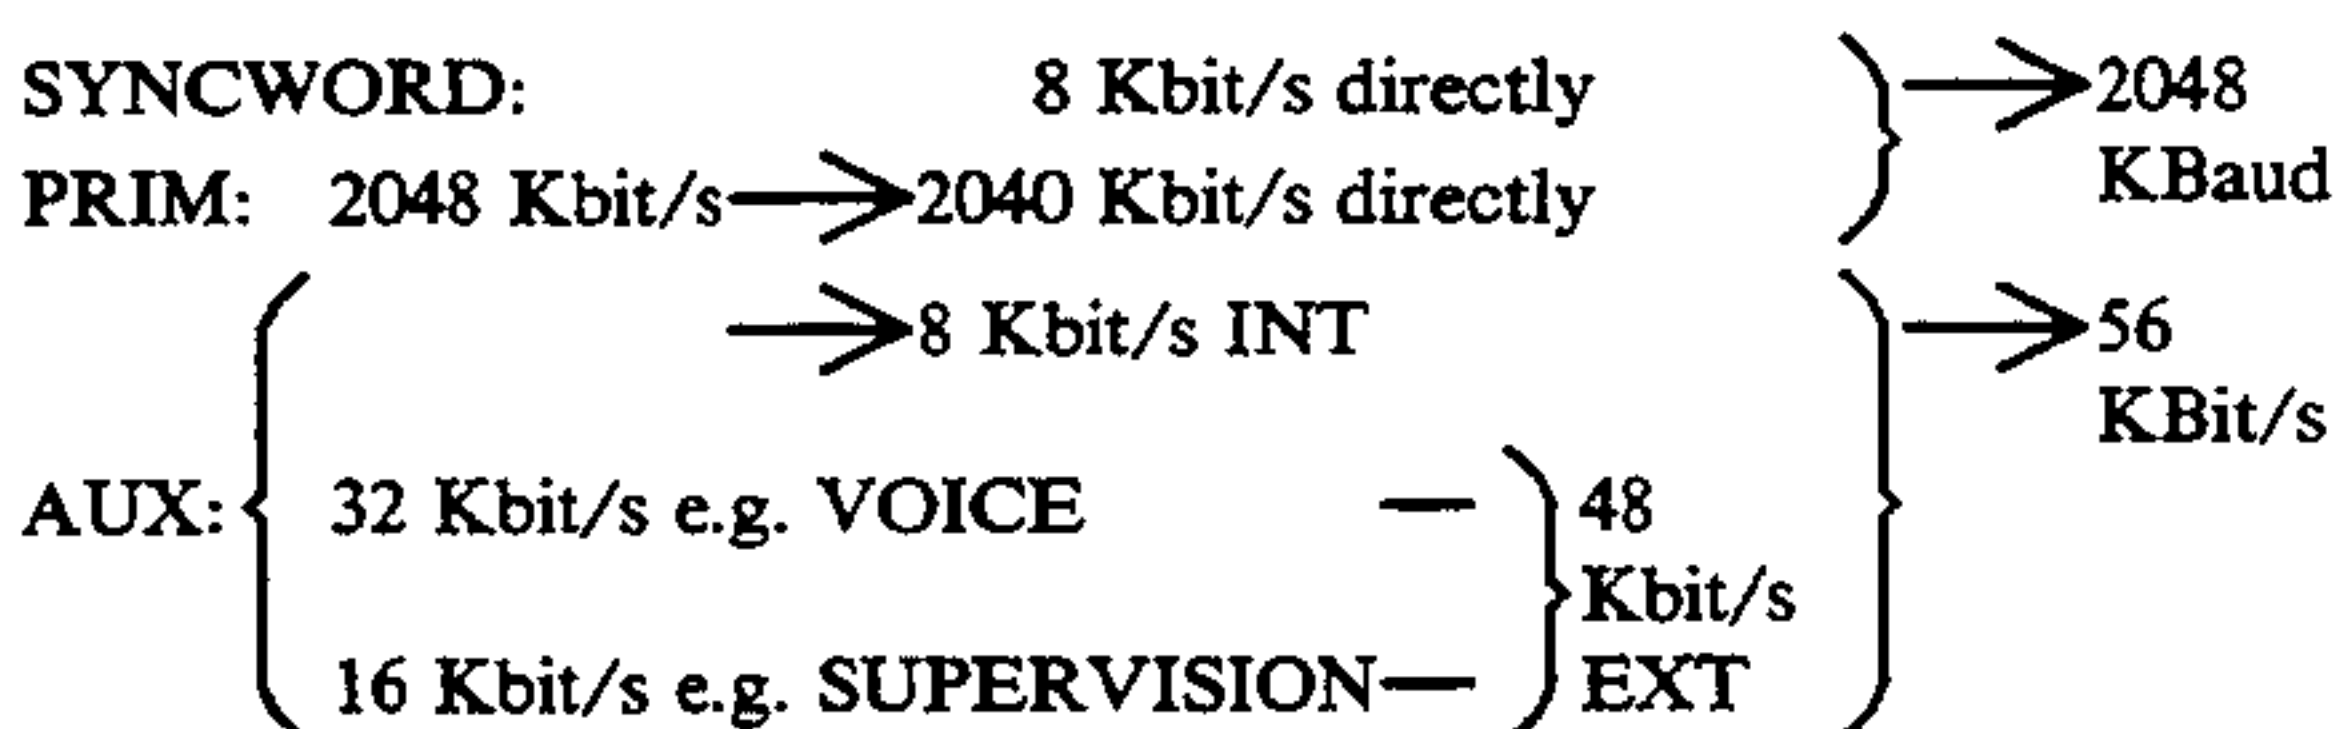 SYNCWORD: 8 Kbit/s directly 2048
KBaud
PRIM: 2048 Kbit/s 2040 Kbit/s directly
8 Kbit/s INT 56
KBit/s
AUX: 32 Kbit/s e.g. VOICE — 48
Kbit/s
16 Kbit/s e.g. SUPERVISION — EXT